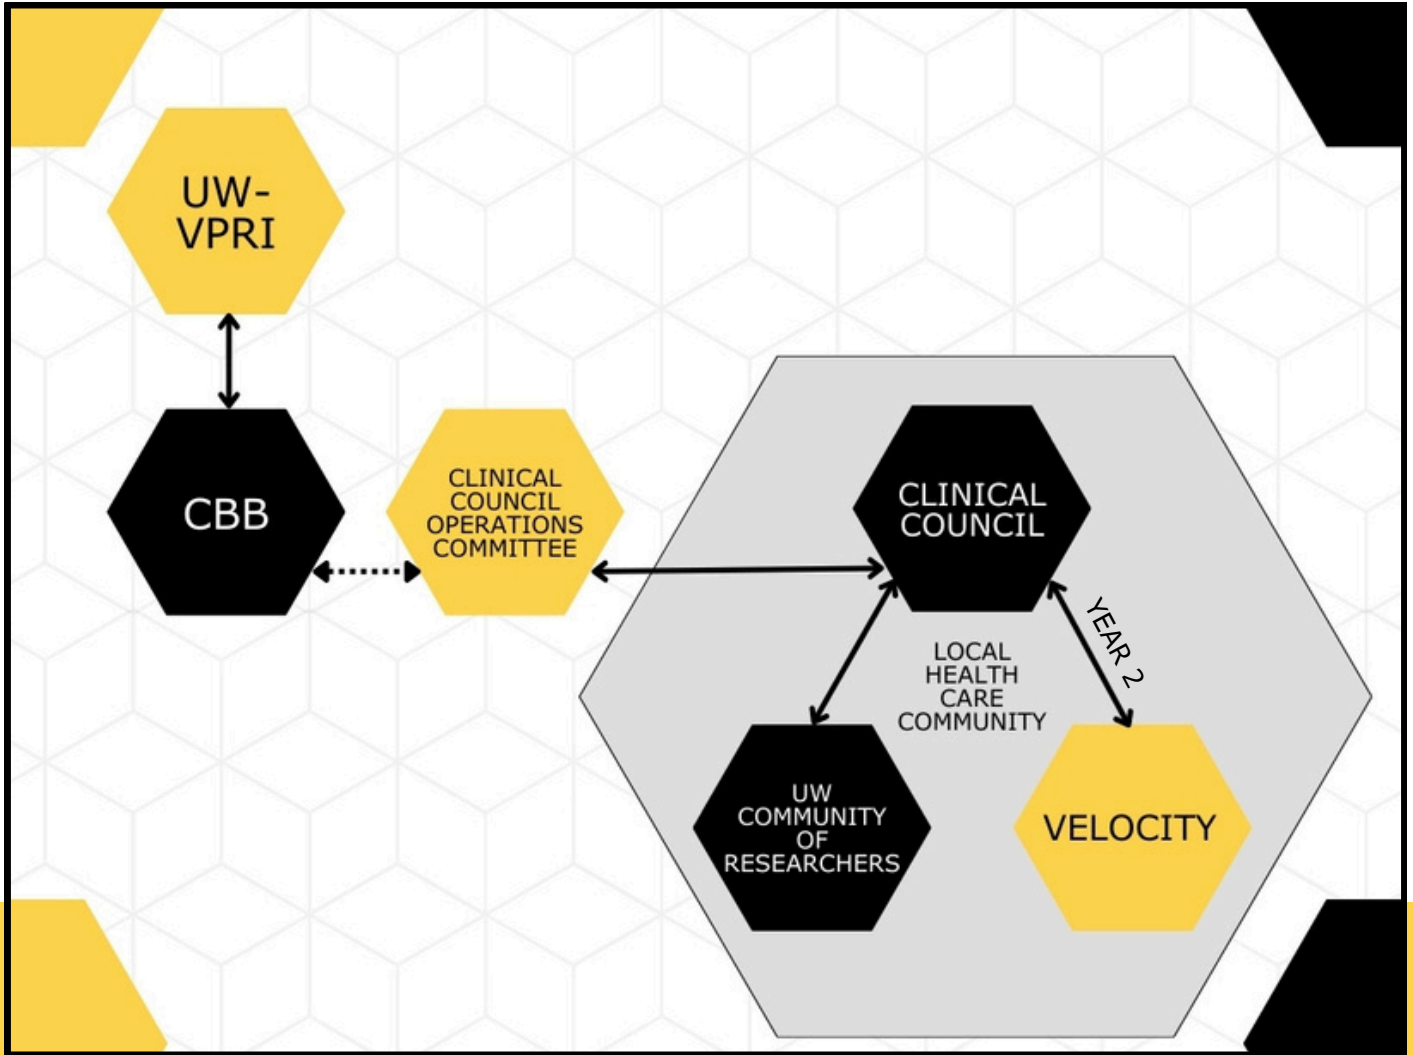 UW-
VPRI
CBB
CLINICAL
COUNCIL
OPERATIONS
COMMITTEE
CLINICAL
COUNCIL
YEAR 2
LOCAL
HEALTH
CARE
COMMUNITY
UW
COMMUNITY
OF
RESEARCHERS
VELOCITY